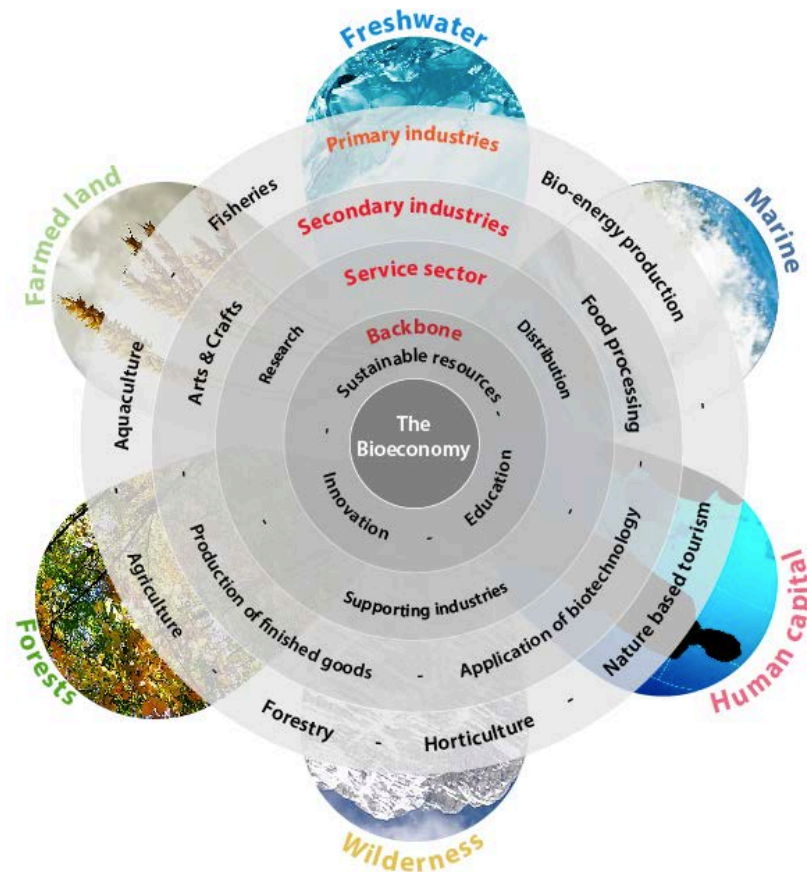 Freshwater
Marine
Human capital
Wilderness
Forests
Farmed land
Primary industries
Bio-energy production
-
Nature based tourism
-
Horticulture
-
Forestry
-
Agriculture
-
Aquaculture
-
Fisheries
Secondary industries
Food processing
-
Application of biotechnology
-
Production of finished goods
-
Arts & Crafts
Service sector
Distribution
-
Supporting industries
-
Research
Backbone
Sustainable resources
-
Education
-
Innovation
-
The
Bioeconomy